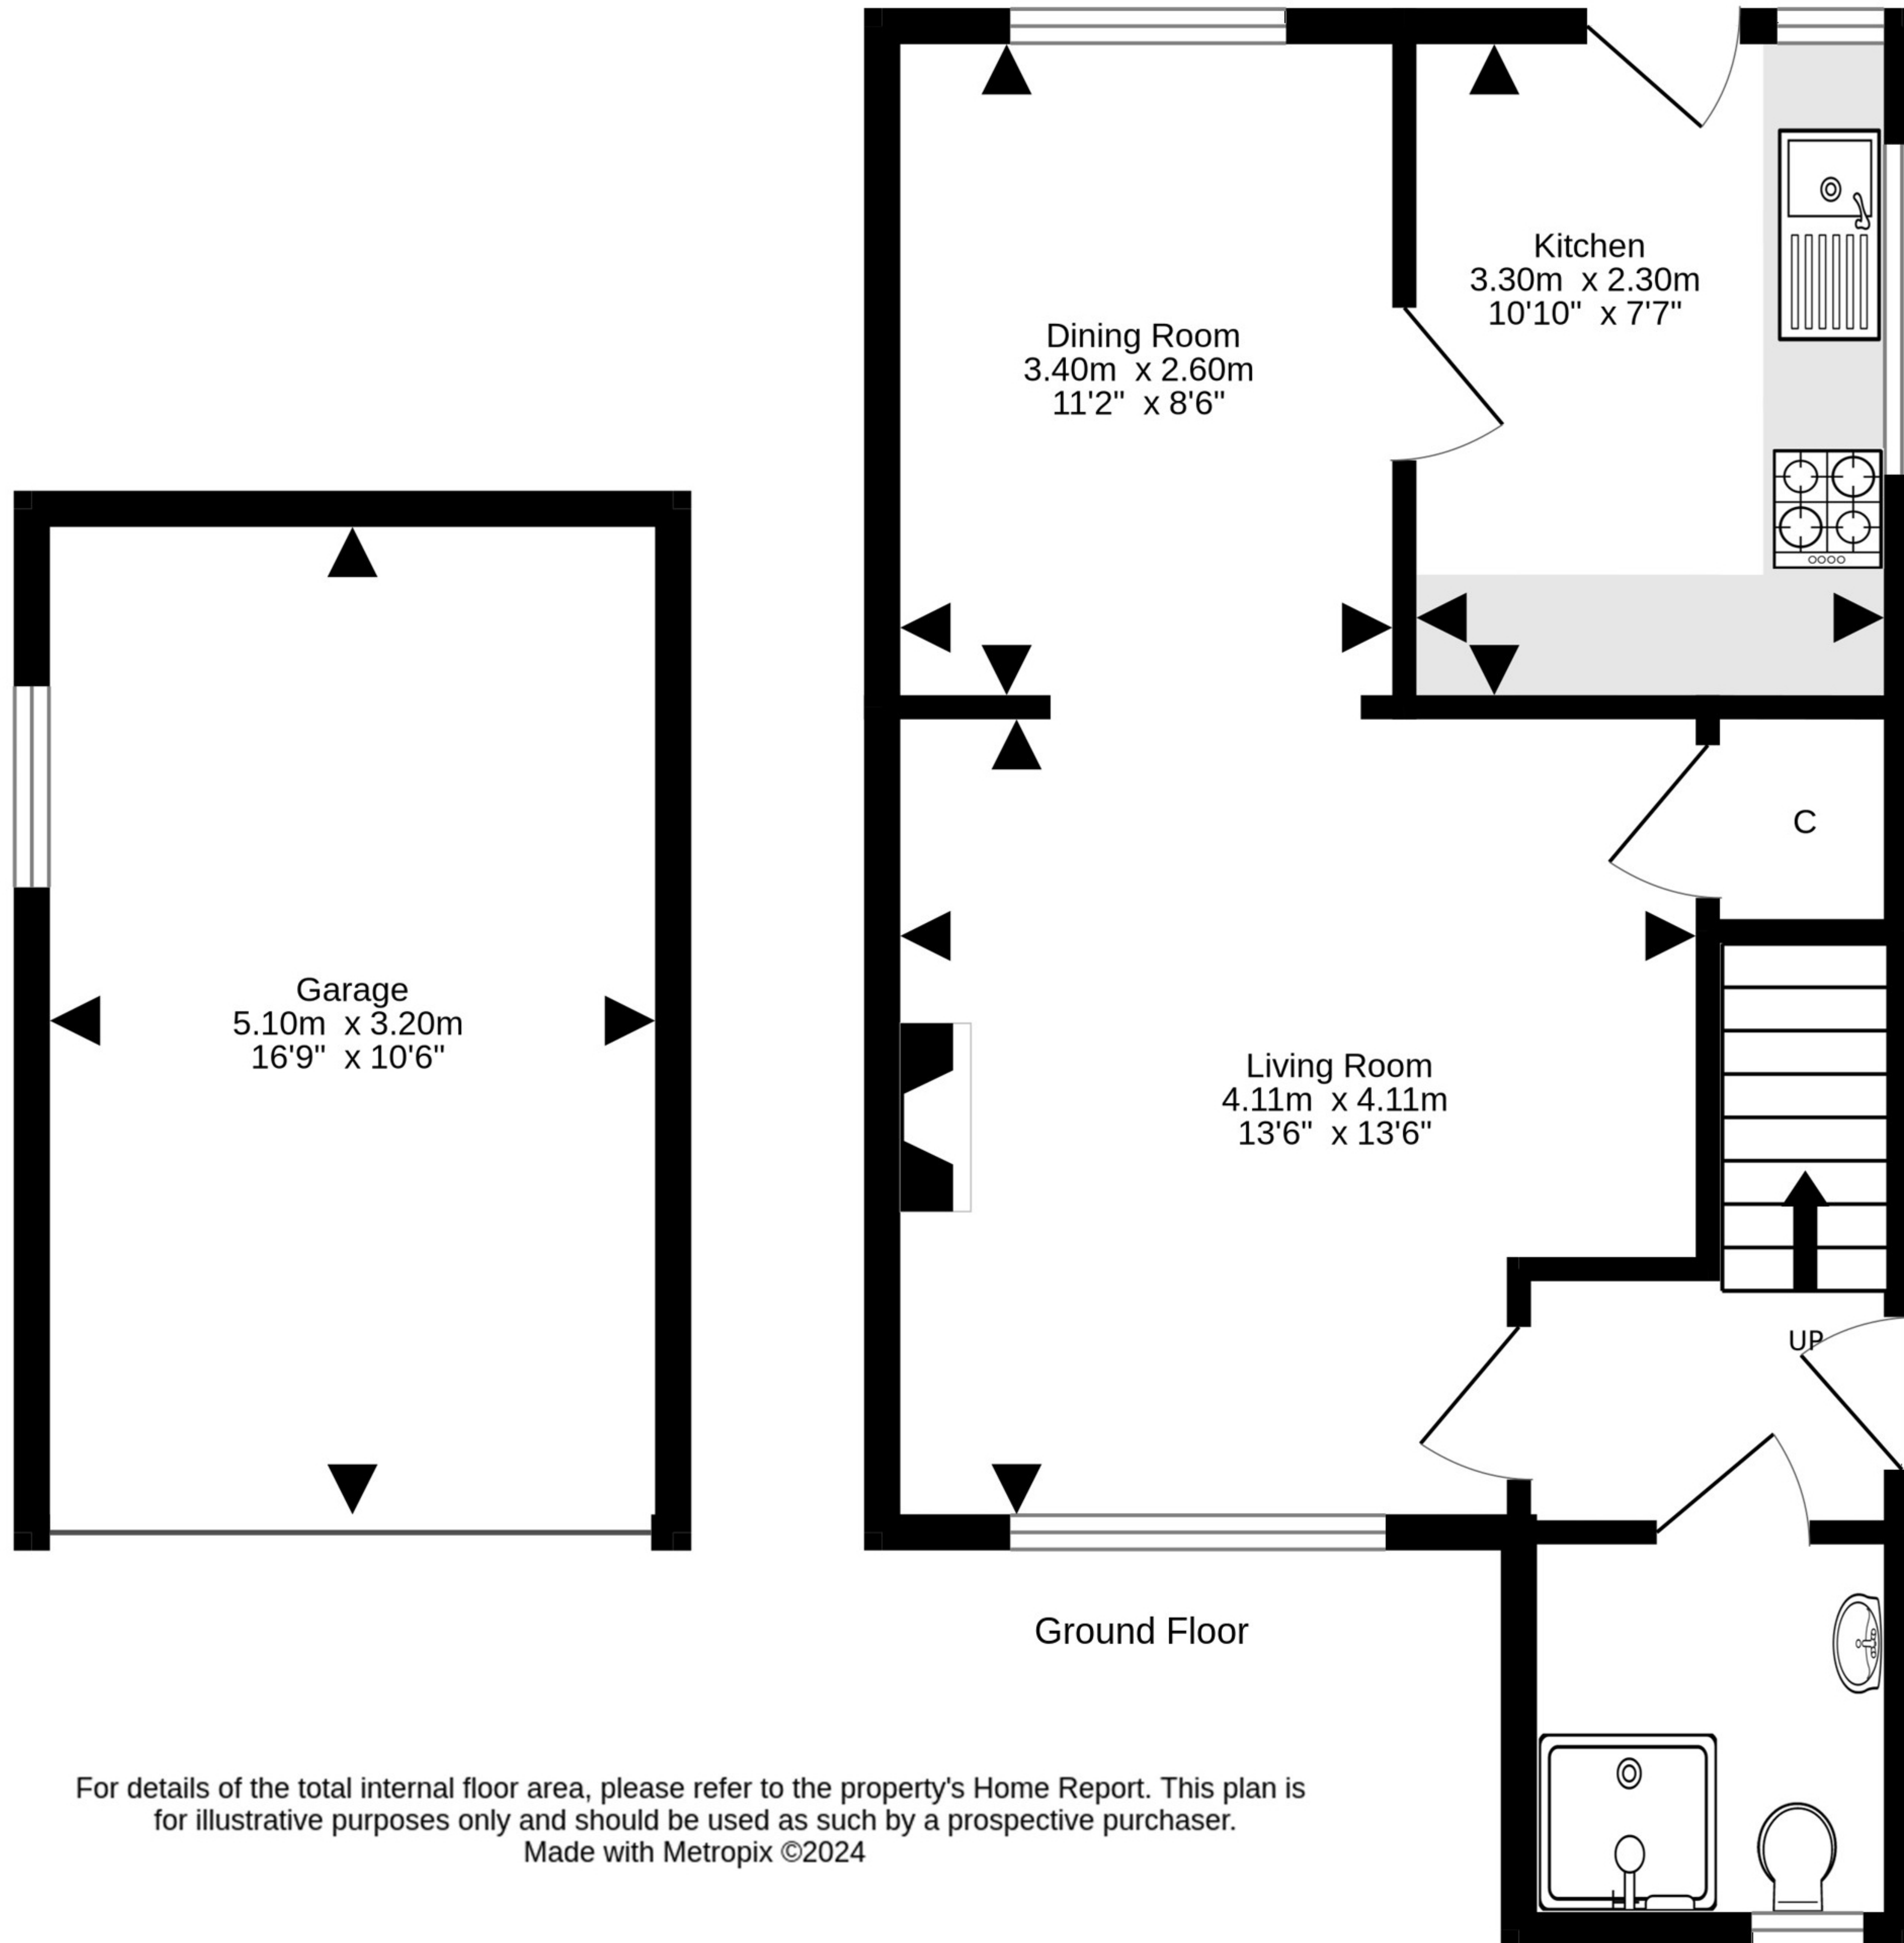 Kitchen
3.30m x 2.30m
10'10" x 7'7"
Dining Room
3.40m x 2.60m
11'2" x 8'6"
C
Garage
5.10m x 3.20m
16'9" x 10'6"
Living Room
4.11m x 4.11m
13'6" x 13'6"
UP
Ground Floor
For details of the total internal floor area, please refer to the property's Home Report. This plan is
for illustrative purposes only and should be used as such by a prospective purchaser.
Made with Metropix ©2024